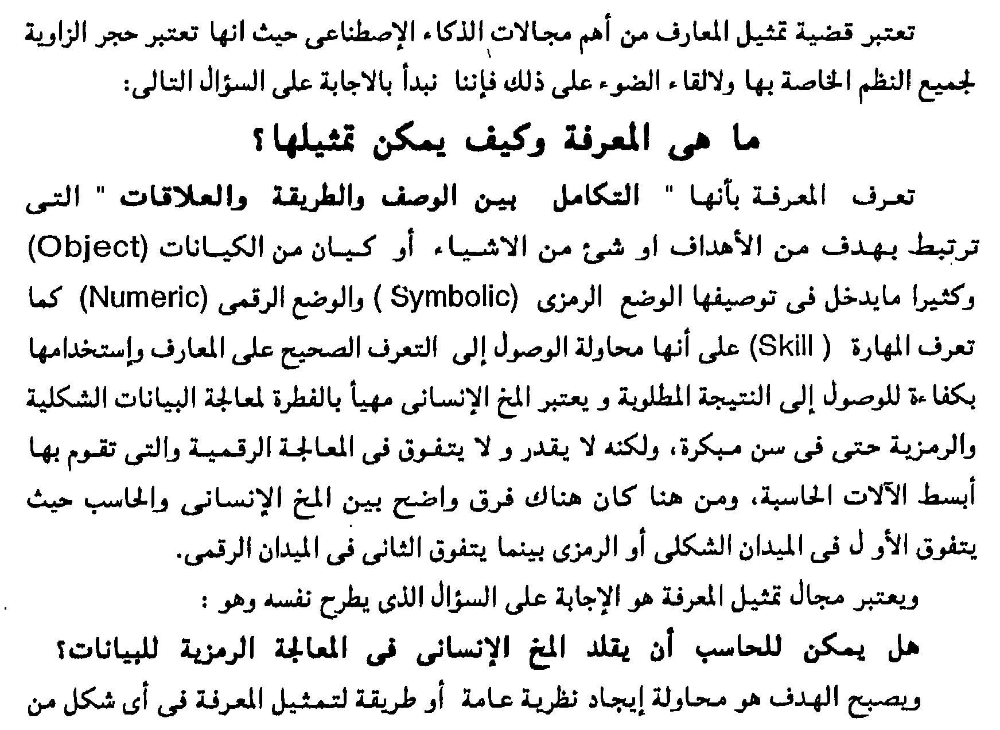 تعتبر قضية تمثيل المعارف من أهم مجالات الذكاء الإصطناعى حيث انها تعتبر حجر الزاوية
لجميع النظم الخاصة بها ولالقاء الضوء على ذلك فإننا نبدأ بالاجابة على السؤال التالى:
ما هى المعرفة وكيف يمكن تمثيلها؟
تعرف المعرفة بأنها " التكامل بين الوصف والطريقة والعلاقات " التى
ترتبط بهدف من الأهداف او شئ من الاشياء أو كيان من الكيانات (Object)
وكثيرا مايدخل فى توصيفها الوضع الرمزى (Symbolic ) والوضع الرقمى (Numeric) كما
تعرف المهارة ( Skill) على أنها محاولة الوصول إلى التعرف الصحيح على المعارف وإستخدامها
بكفاءة للوصول إلى النتيجة المطلوبة و يعتبر المخ الإنسانى مهيأ بالفطرة لمعالجة البيانات الشكلية
والرمزية حتى فى سن مبكرة، ولكنه لا يقدر و لا يتفوق فى المعالجة الرقمية والتى تقوم بها
أبسط الآلات الحاسبة، ومن هنا كان هناك فرق واضح بين المخ الإنسانى والحاسب حيث
يتفوق الأو ل فى الميدان الشكلى أو الرمزى بينما يتفوق الثانى فى الميدان الرقمى.
ويعتبر مجال تمثيل المعرفة هو الإجابة على السؤال الذى يطرح نفسه وهو :
هل يمكن للحاسب أن يقلد المخ الإنسانى فى المعالجة الرمزية للبيانات؟
ويصبح الهدف هو محاولة إيجاد نظرية عامة أو طريقة لتمثيل المعرفة فى أى شكل من